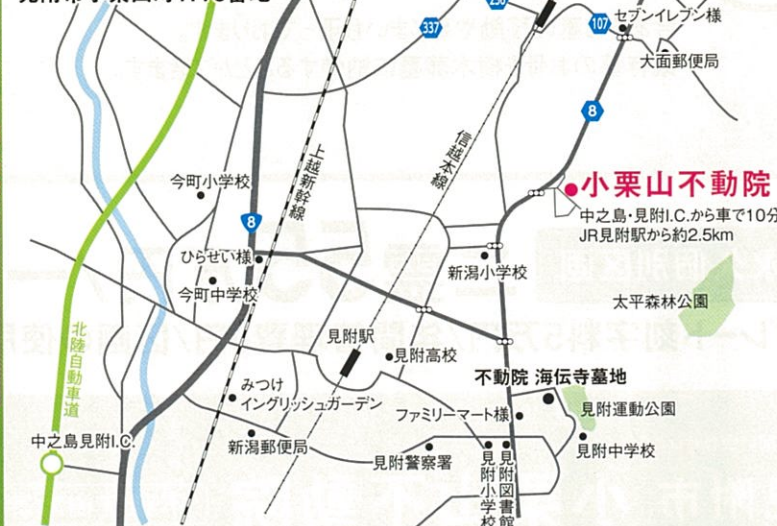 337
107
セブンイレブン様
大面郵便局
8
上越新幹線
信越本線
今町小学校
小栗山不動院
中之島・見附I.C.から車で10分
JR見附駅から約2.5km
8
ひらせい様
新潟小学校
今町中学校
太平森林公園
北陸自動車道
見附駅
見附高校
不動院 海伝寺墓地
みつけ
イングリッシュガーデン
ファミリーマート様
見附運動公園
中之島見附I.C.
新潟郵便局
見附中学校
見附警察署
見附小学校
見附図書館